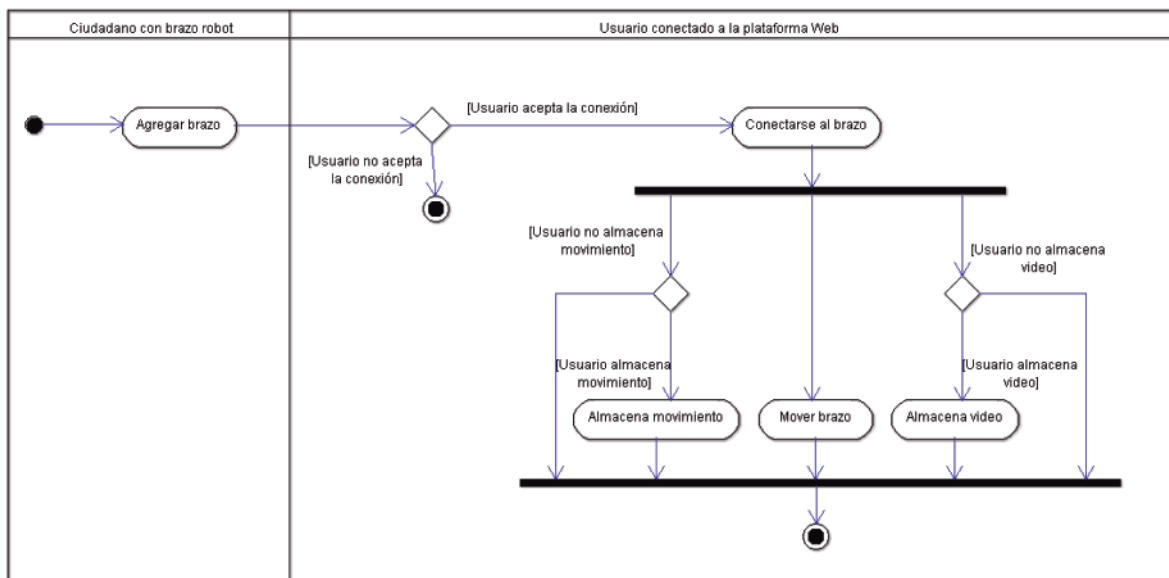 Ciudadano con brazo robot
Usuario conectado a la plataforma Web
Agregar brazo
[Usuario acepta la conexión]
Conectarse al brazo
[Usuario no acepta
la conexión]
[Usuario no almacena
movimiento]
[Usuario no almacena
video]
[Usuario almacena
movimiento]
[Usuario almacena
video]
Almacena movimiento
Mover brazo
Almacena video